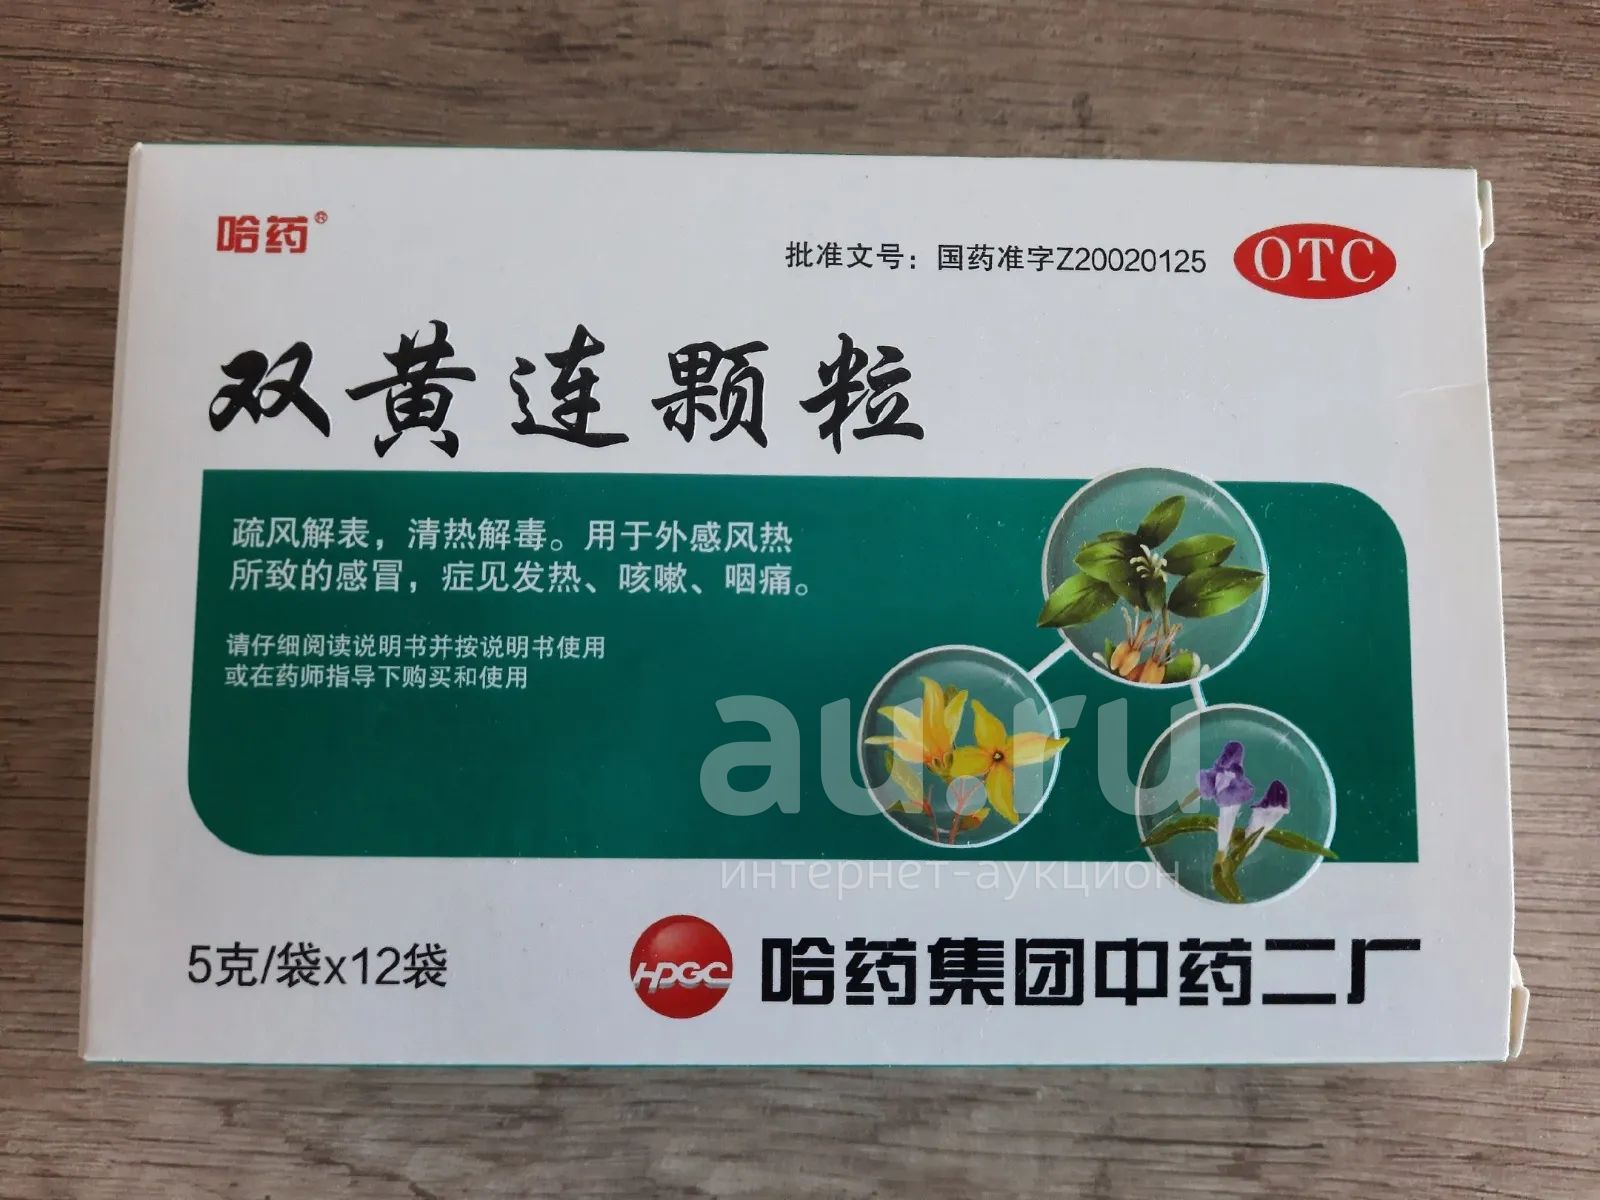 哈药®
批准文号：国药准字Z20020125
OTC
双黄连颗粒
疏风解表，清热解毒。用于外感风热
所致的感冒，症见发热、咳嗽、咽痛。
请仔细阅读说明书并按说明书使用
或在药师指导下购买和使用
au.ru
интернет-аукцион
5克/袋x12袋
HPGC
哈药集团中药二厂